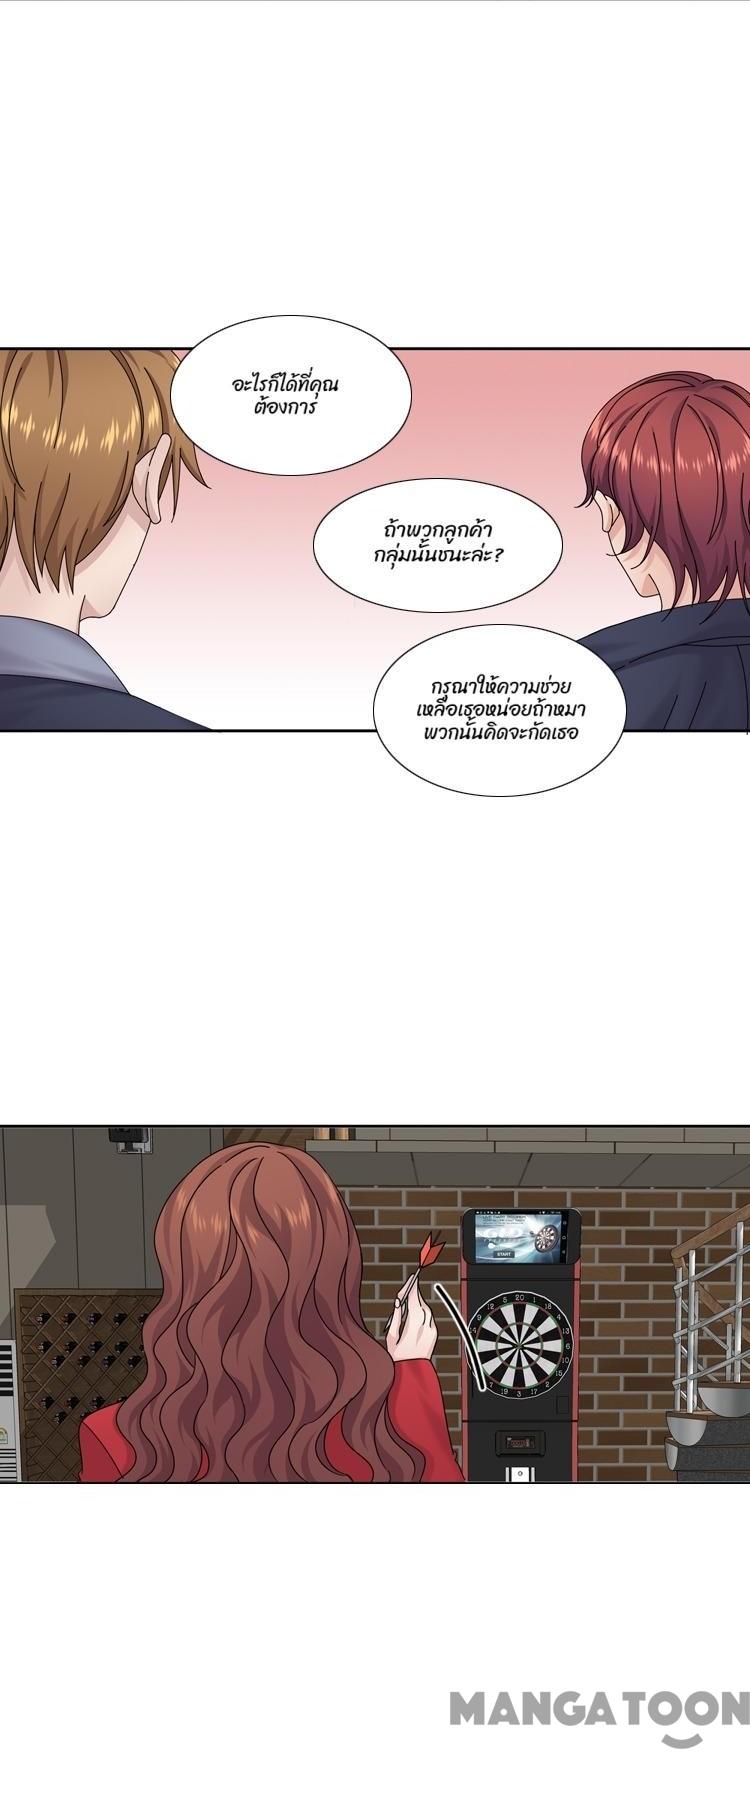 อะไรก็ได้ที่คุณ
ต้องการ
ถ้าพวกลูกค้า
กลุ่มนั้นชนะล่ะ?
กรุณาให้ความช่วย
เหลือเธอหน่อยถ้าหมา
พวกนั้นคิดจะกัดเธอ
START
MANGATOON